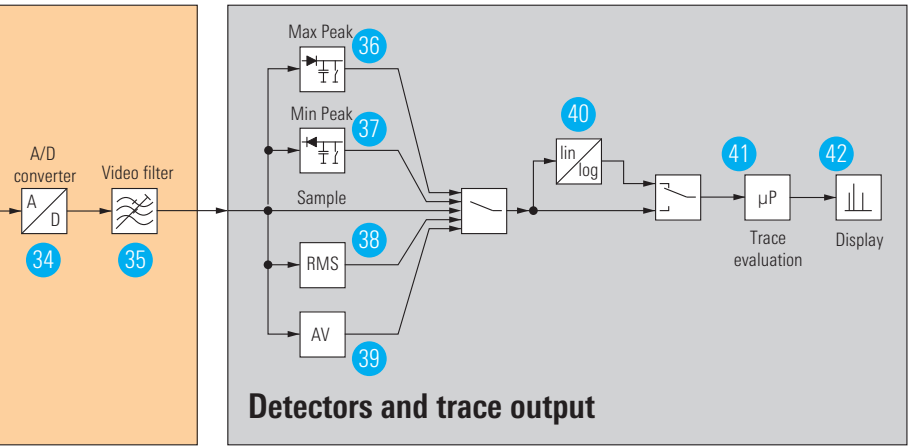 Max Peak
36
Min Peak
37
40
lin
log
41
42
A/D
converter
Video filter
Sample
A
D
µP
34
35
38
RMS
Trace
evaluation
Display
AV
39
Detectors and trace output